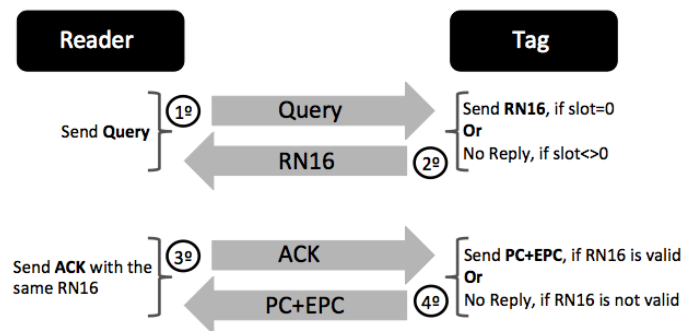 Reader
Tag
1º
Query
Send Query
Send RN16, if slot=0
Or
No Reply, if slot<>0
RN16
2º
3º
ACK
Send ACK with the
same RN16
Send PC+EPC, if RN16 is valid
Or
No Reply, if RN16 is not valid
PC+EPC
4º